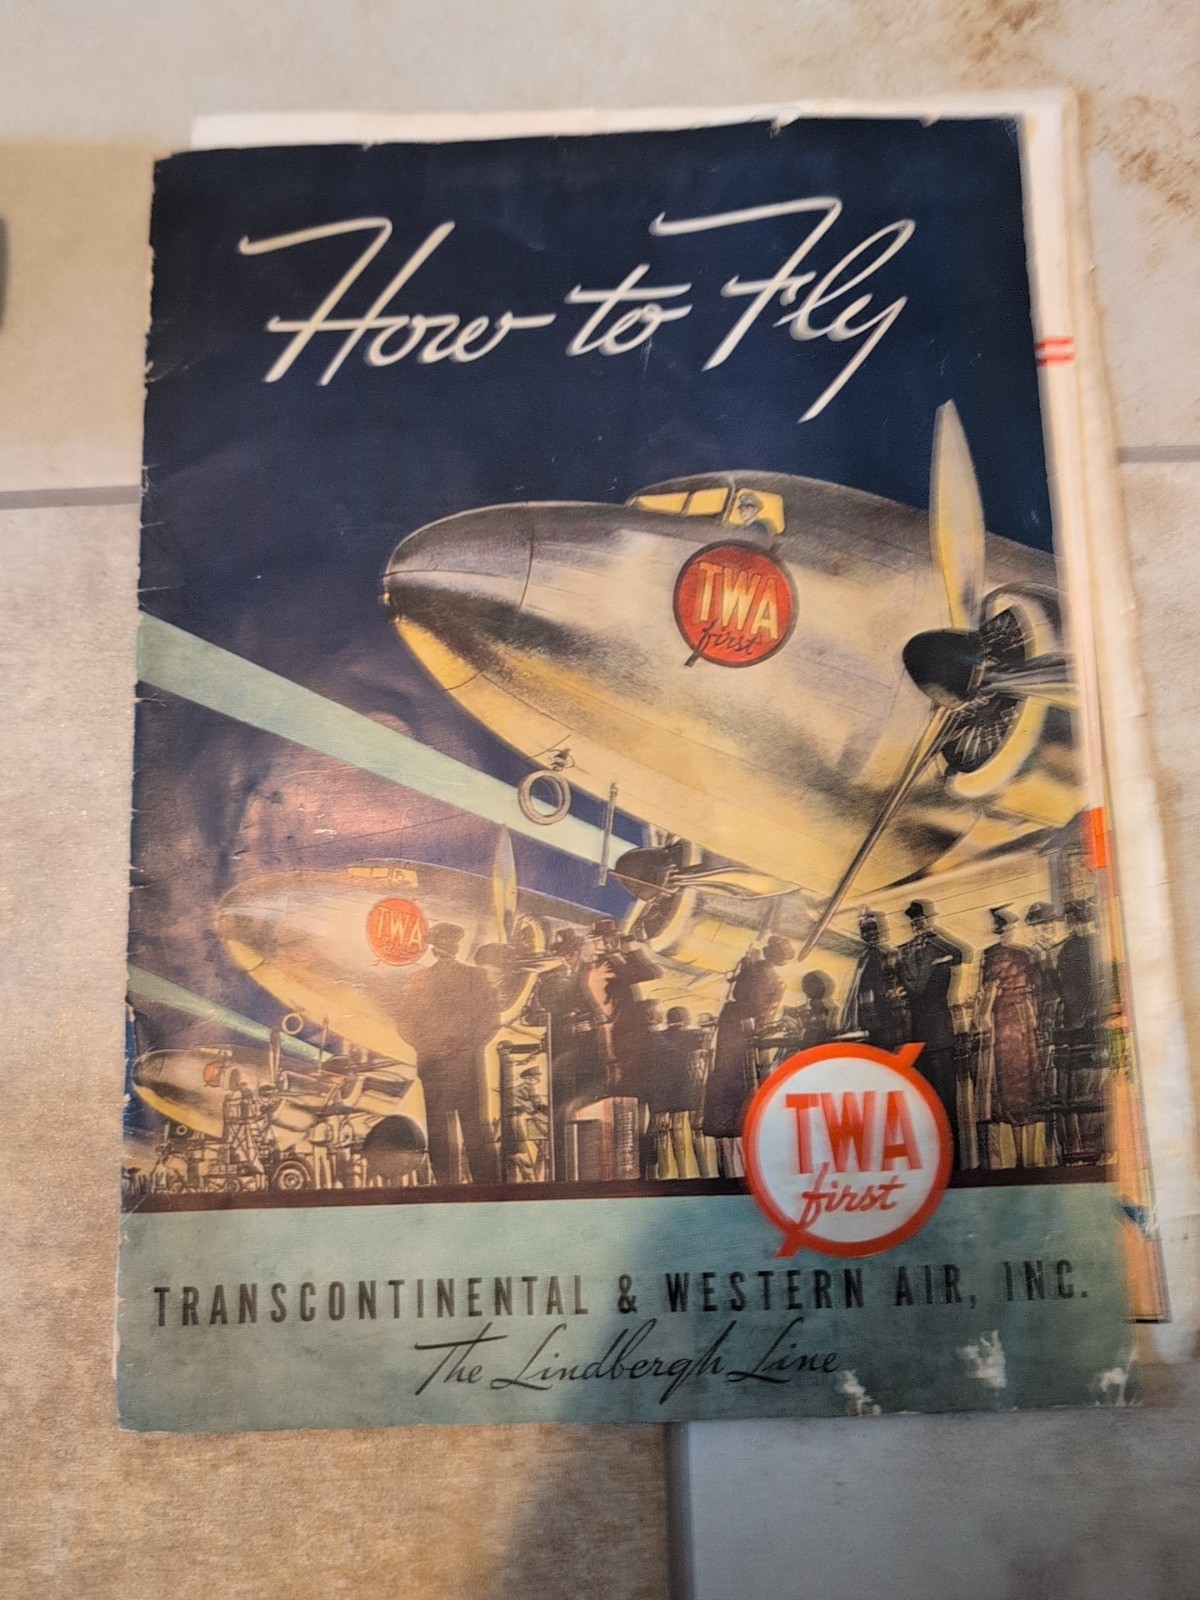 How to Fly
TWA
first
TWA
TWA
first
TRANSCONTINENTAL & WESTERN AIR, INC.
The Lindbergh Line